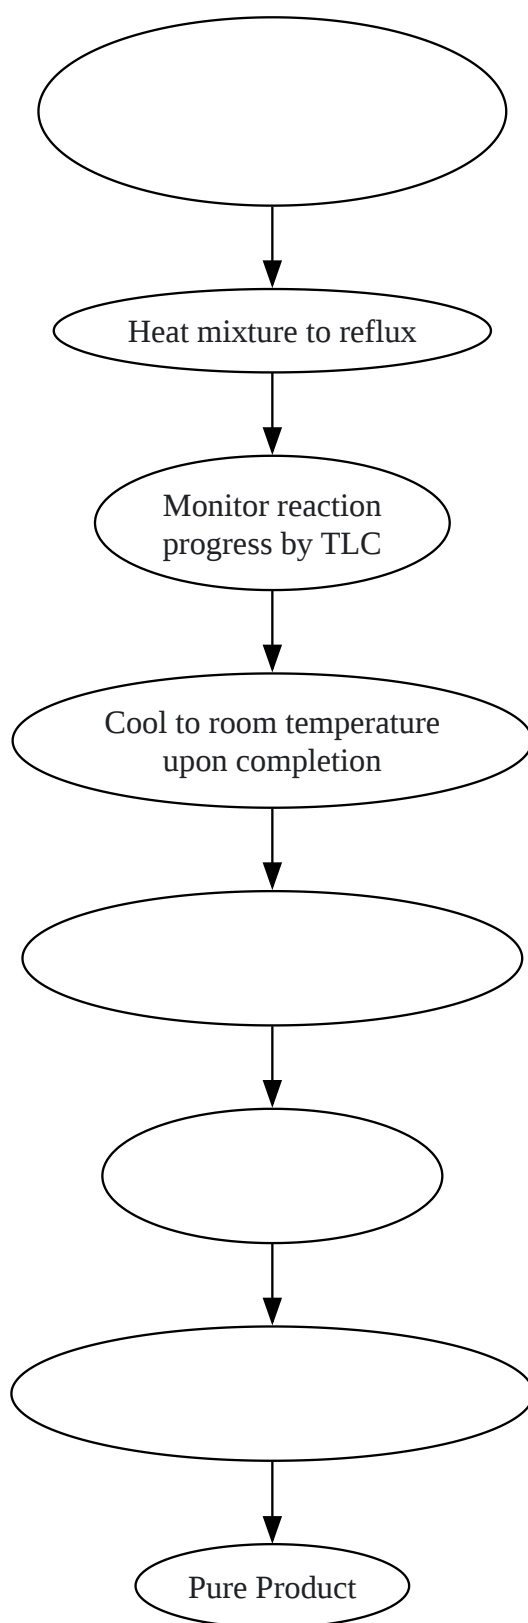 Heat mixture to reflux
Monitor reaction
progress by TLC
Cool to room temperature
upon completion
Pure Product